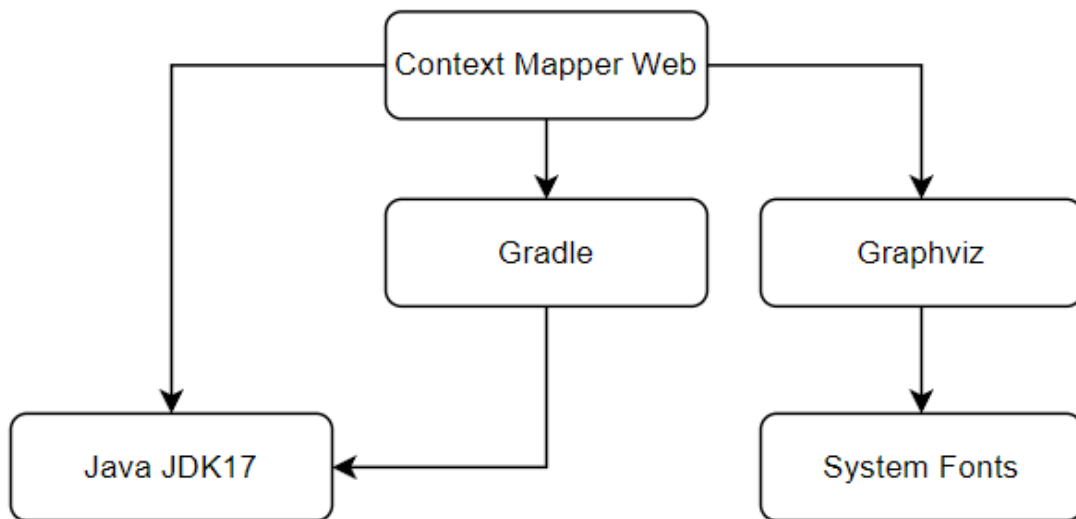 Context Mapper Web
Gradle
Graphviz
Java JDK17
System Fonts